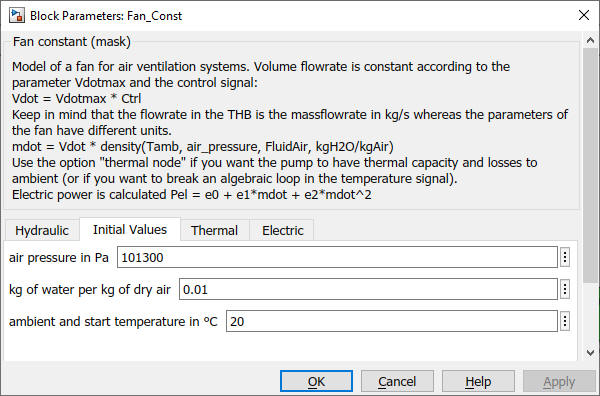 Block Parameters: Fan_Const
Fan constant (mask)
Model of a fan for air ventilation systems. Volume flowrate is constant according to the
parameter Vdotmax and the control signal:
Vdot = Vdotmax * Ctrl
Keep in mind that the flowrate in the THB is the massflowrate in kg/s whereas the parameters of
the fan have different units.
mdot = Vdot * density(Tamb, air_pressure, FluidAir, kgH2O/kgAir)
Use the option "thermal node" if you want the pump to have thermal capacity and losses to
ambient (or if you want to break an algebraic loop in the temperature signal).
Electric power is calculated Pel = e0 + e1*mdot + e2*mdot^2
Hydraulic Initial Values Thermal Electric
air pressure in Pa 101300
kg of water per kg of dry air 0.01
ambient and start temperature in ºC 20
OK Cancel Help Apply